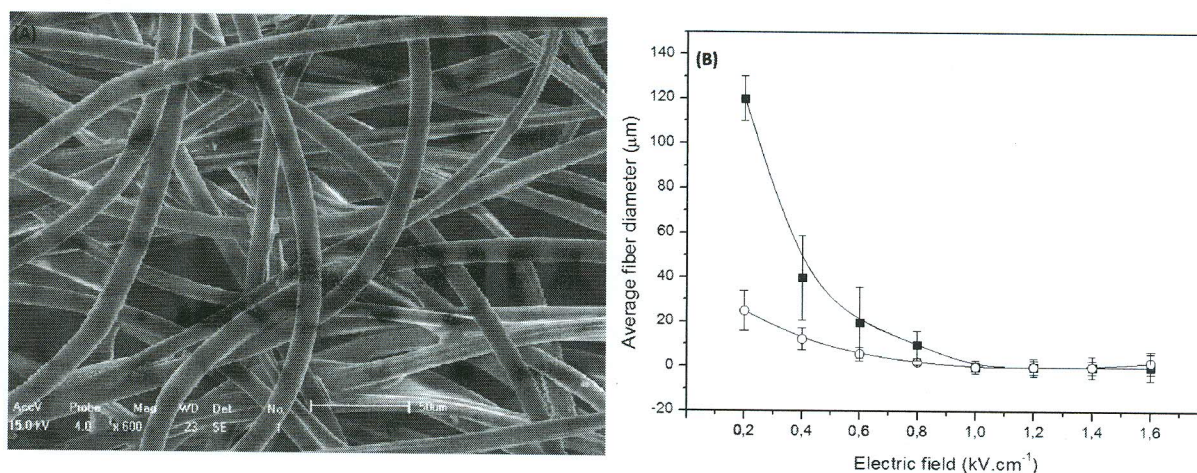 (A)
AccV Probe Mag WD Det No.
15.0 kV 4.0 x 600 23 SE 1 50um
(B)
Average fiber diameter (μm)
140
120
100
80
60
40
20
0
-20
0,2 0,4 0,6 0,8 1,0 1,2 1,4 1,6
Electric field (kV.cm⁻¹)